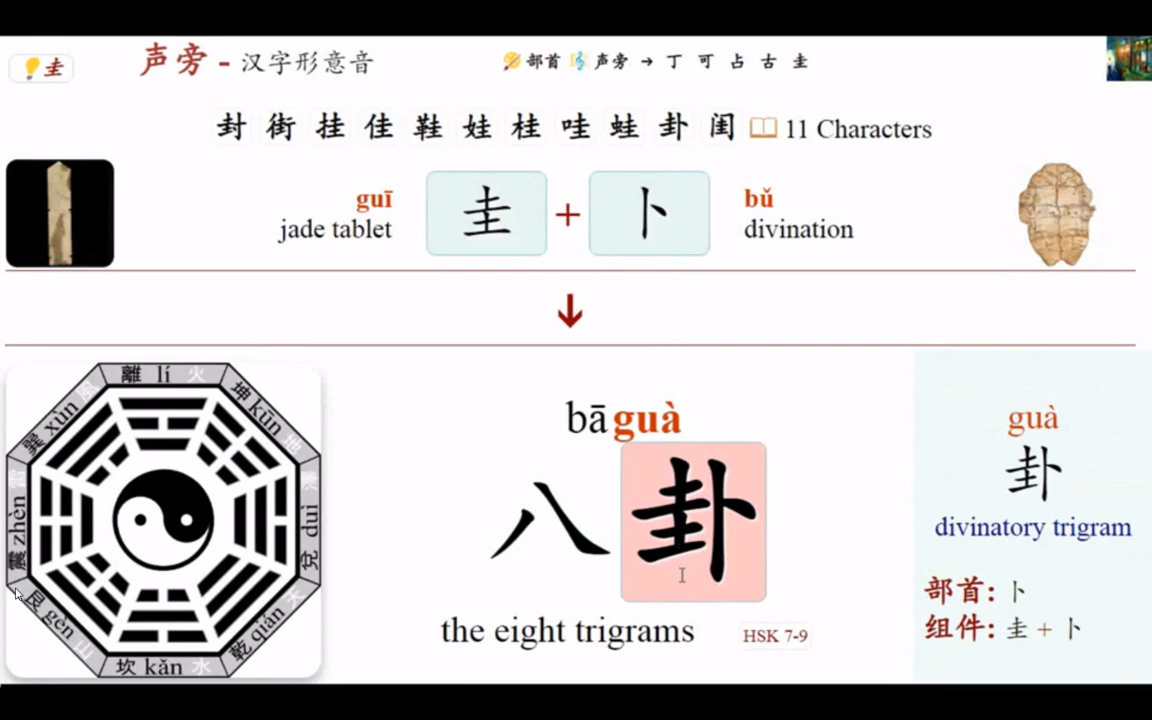 圭
声旁 - 汉字形意音
部首 声旁 → 丁 可 占 古 圭
封 街 挂 佳 鞋 娃 桂 哇 蛙 卦 闺 11 Characters
guī
jade tablet
圭 + 卜
bǔ
divination
離 lí 火
坤 kūn 地
兌 duì 澤
乾 qián 天
坎 kǎn 水
艮 gèn 山
震 zhèn 雷
巽 xùn 風
bāguà
八卦
the eight trigrams
HSK 7-9
guà
卦
divinatory trigram
部首: 卜
组件: 圭 + 卜